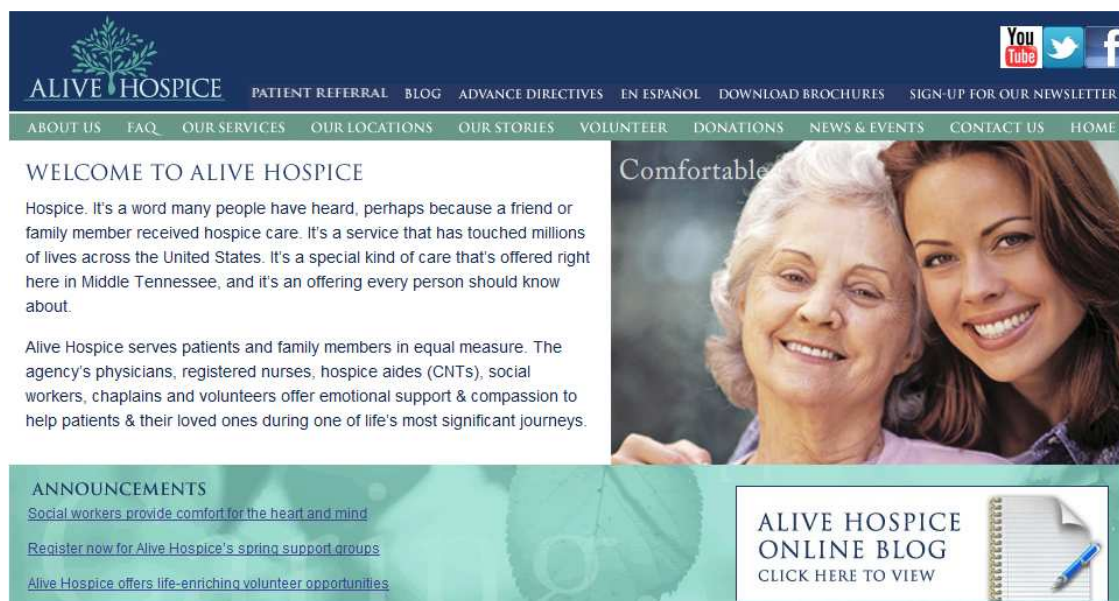 You
Tube
ALIVE HOSPICE
PATIENT REFERRAL BLOG ADVANCE DIRECTIVES EN ESPAÑOL DOWNLOAD BROCHURES SIGN-UP FOR OUR NEWSLETTER
ABOUT US FAQ OUR SERVICES OUR LOCATIONS OUR STORIES VOLUNTEER DONATIONS NEWS & EVENTS CONTACT US HOME
WELCOME TO ALIVE HOSPICE
Hospice. It's a word many people have heard, perhaps because a friend or
family member received hospice care. It's a service that has touched millions
of lives across the United States. It's a special kind of care that's offered right
here in Middle Tennessee, and it's an offering every person should know
about.
Alive Hospice serves patients and family members in equal measure. The
agency's physicians, registered nurses, hospice aides (CNTs), social
workers, chaplains and volunteers offer emotional support & compassion to
help patients & their loved ones during one of life's most significant journeys.
Comfortable
ANNOUNCEMENTS
Social workers provide comfort for the heart and mind
Register now for Alive Hospice's spring support groups
Alive Hospice offers life-enriching volunteer opportunities
ALIVE HOSPICE
ONLINE BLOG
CLICK HERE TO VIEW